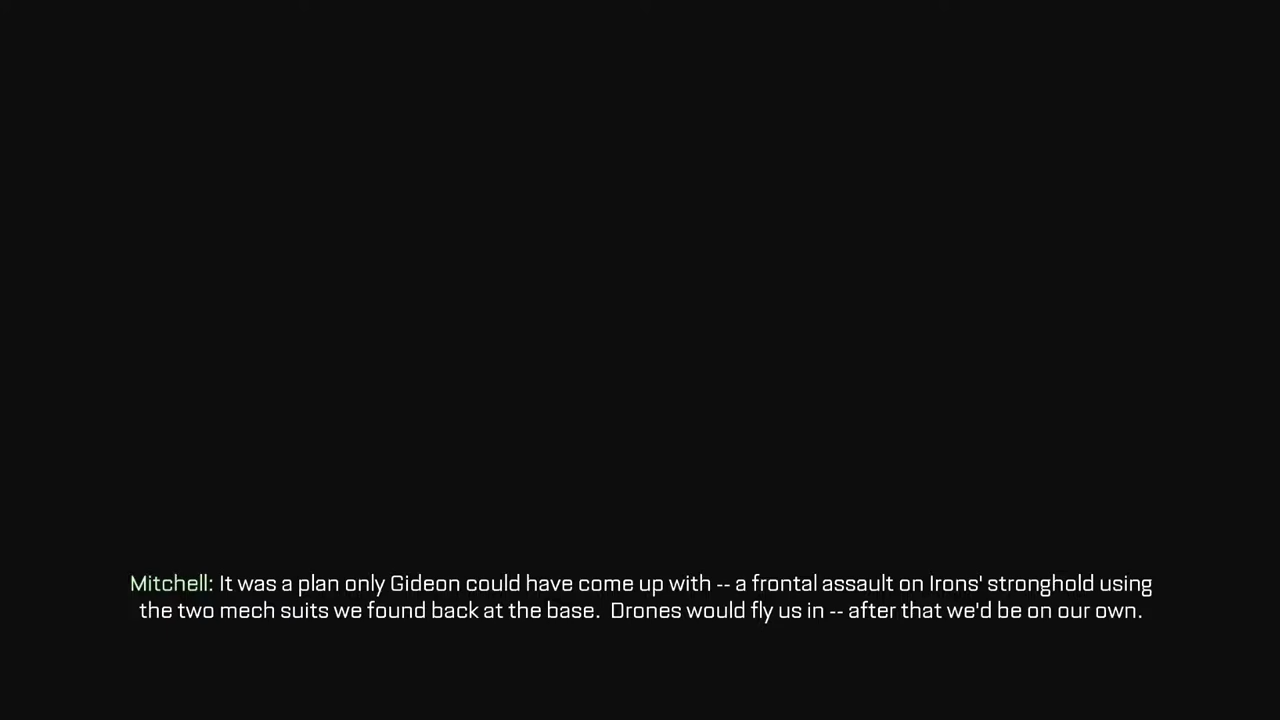 Mitchell: It was a plan only Gideon could have come up with -- a frontal assault on Irons' stronghold using
the two mech suits we found back at the base.  Drones would fly us in -- after that we'd be on our own.